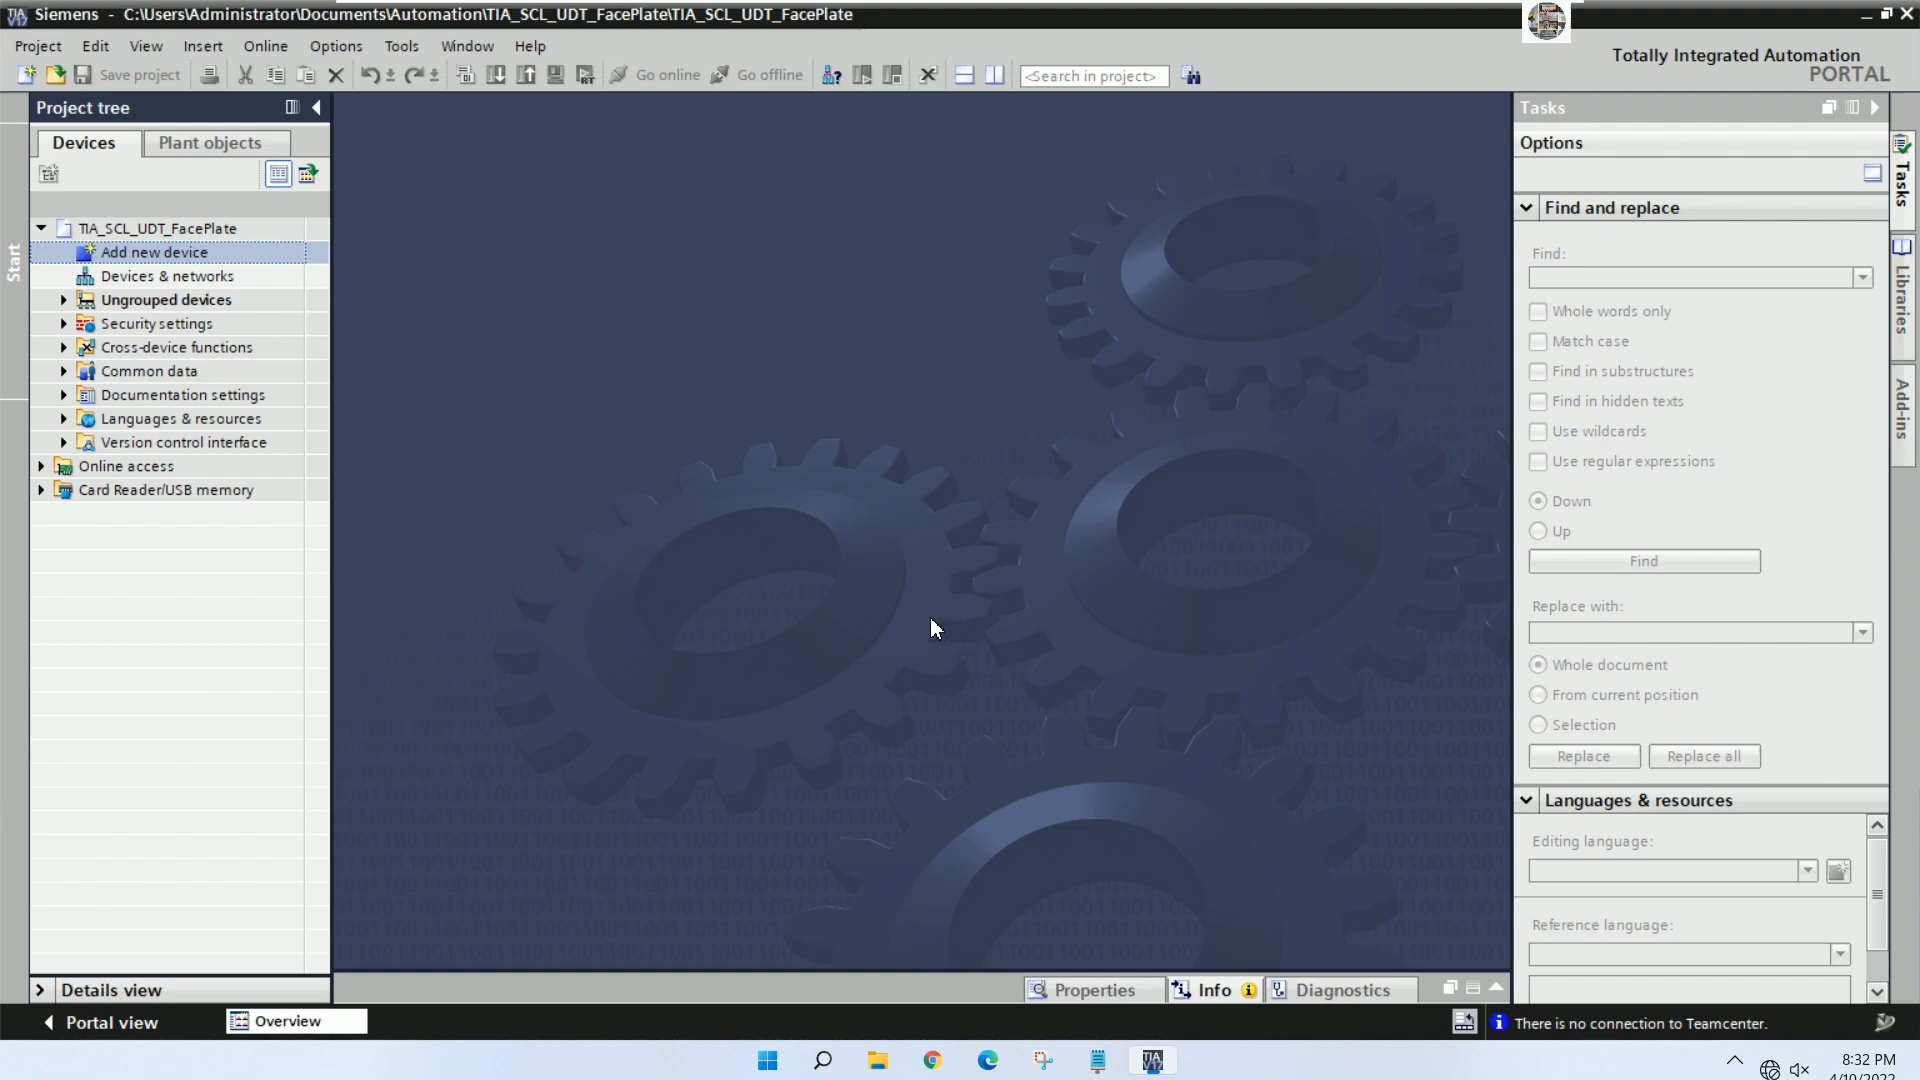 Siemens - C:\Users\Administrator\Documents\Automation\TIA_SCL_UDT_FacePlate\TIA_SCL_UDT_FacePlate
Project Edit View Insert Online Options Tools Window Help
Totally Integrated Automation
PORTAL
Save project Go online Go offline <Search in project>
Project tree
Devices Plant objects
Start
TIA_SCL_UDT_FacePlate
Add new device
Devices & networks
Ungrouped devices
Security settings
Cross-device functions
Common data
Documentation settings
Languages & resources
Version control interface
Online access
Card Reader/USB memory
Details view
Tasks
Options
Find and replace
Find:
Whole words only
Match case
Find in substructures
Find in hidden texts
Use wildcards
Use regular expressions
Down
Up
Find
Replace with:
Whole document
From current position
Selection
Replace Replace all
Languages & resources
Editing language:
Reference language:
Tasks
Libraries
Add-ins
Properties Info Diagnostics
Portal view Overview There is no connection to Teamcenter.
8:32 PM
4/10/2022